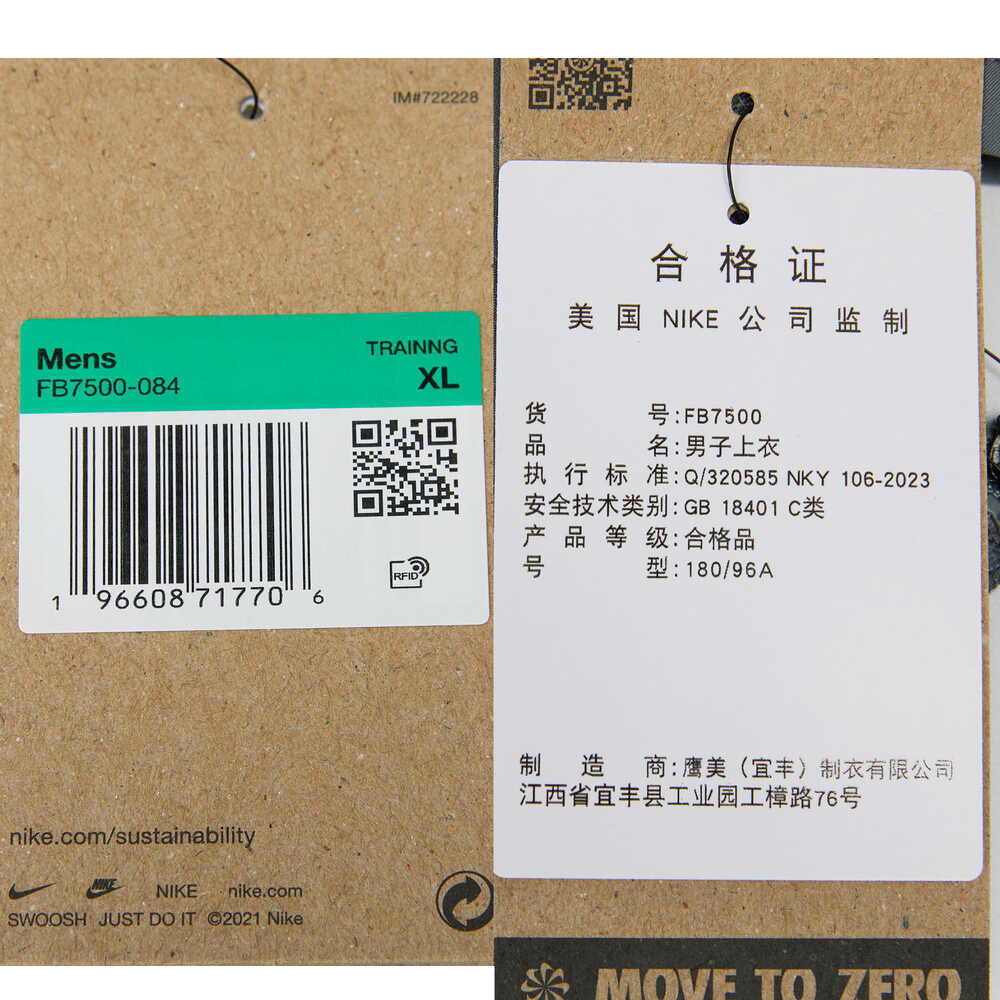 IM#722228
Mens
TRAINNG
FB7500-084
XL
RFID
1 96608 71770 6
nike.com/sustainability
NIKE
NIKE nike.com
SWOOSH JUST DO IT ©2021 Nike
合格证
美国 NIKE 公司监制
货号:FB7500
品名:男子上衣
执行标准:Q/320585 NKY 106-2023
安全技术类别:GB 18401 C类
产品等级:合格品
号型:180/96A
制造商:鹰美（宜丰）制衣有限公司
江西省宜丰县工业园工樟路76号
MOVE TO ZERO